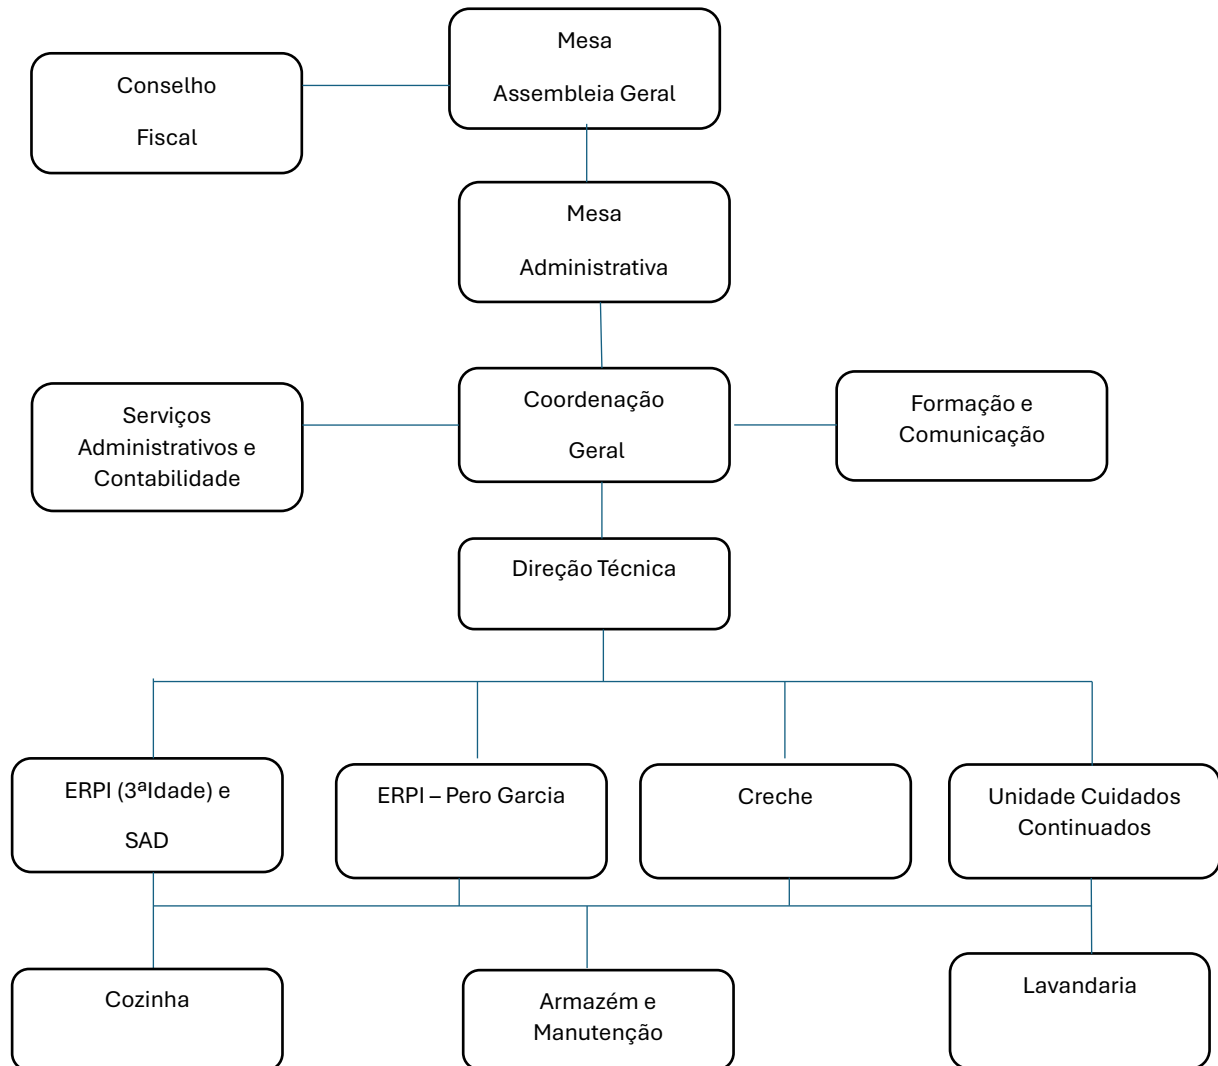 Mesa
Assembleia Geral
Conselho
Fiscal
Mesa
Administrativa
Coordenação
Geral
Serviços
Administrativos e
Contabilidade
Formação e
Comunicação
Direção Técnica
ERPI (3ªIdade) e
SAD
ERPI – Pero Garcia
Creche
Unidade Cuidados
Continuados
Cozinha
Armazém e
Manutenção
Lavandaria